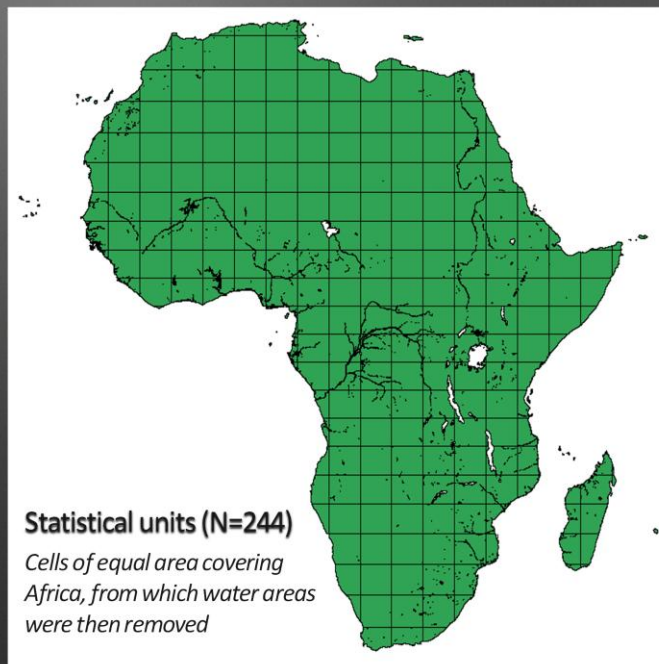 Statistical units (N=244)
Cells of equal area covering
Africa, from which water areas
were then removed